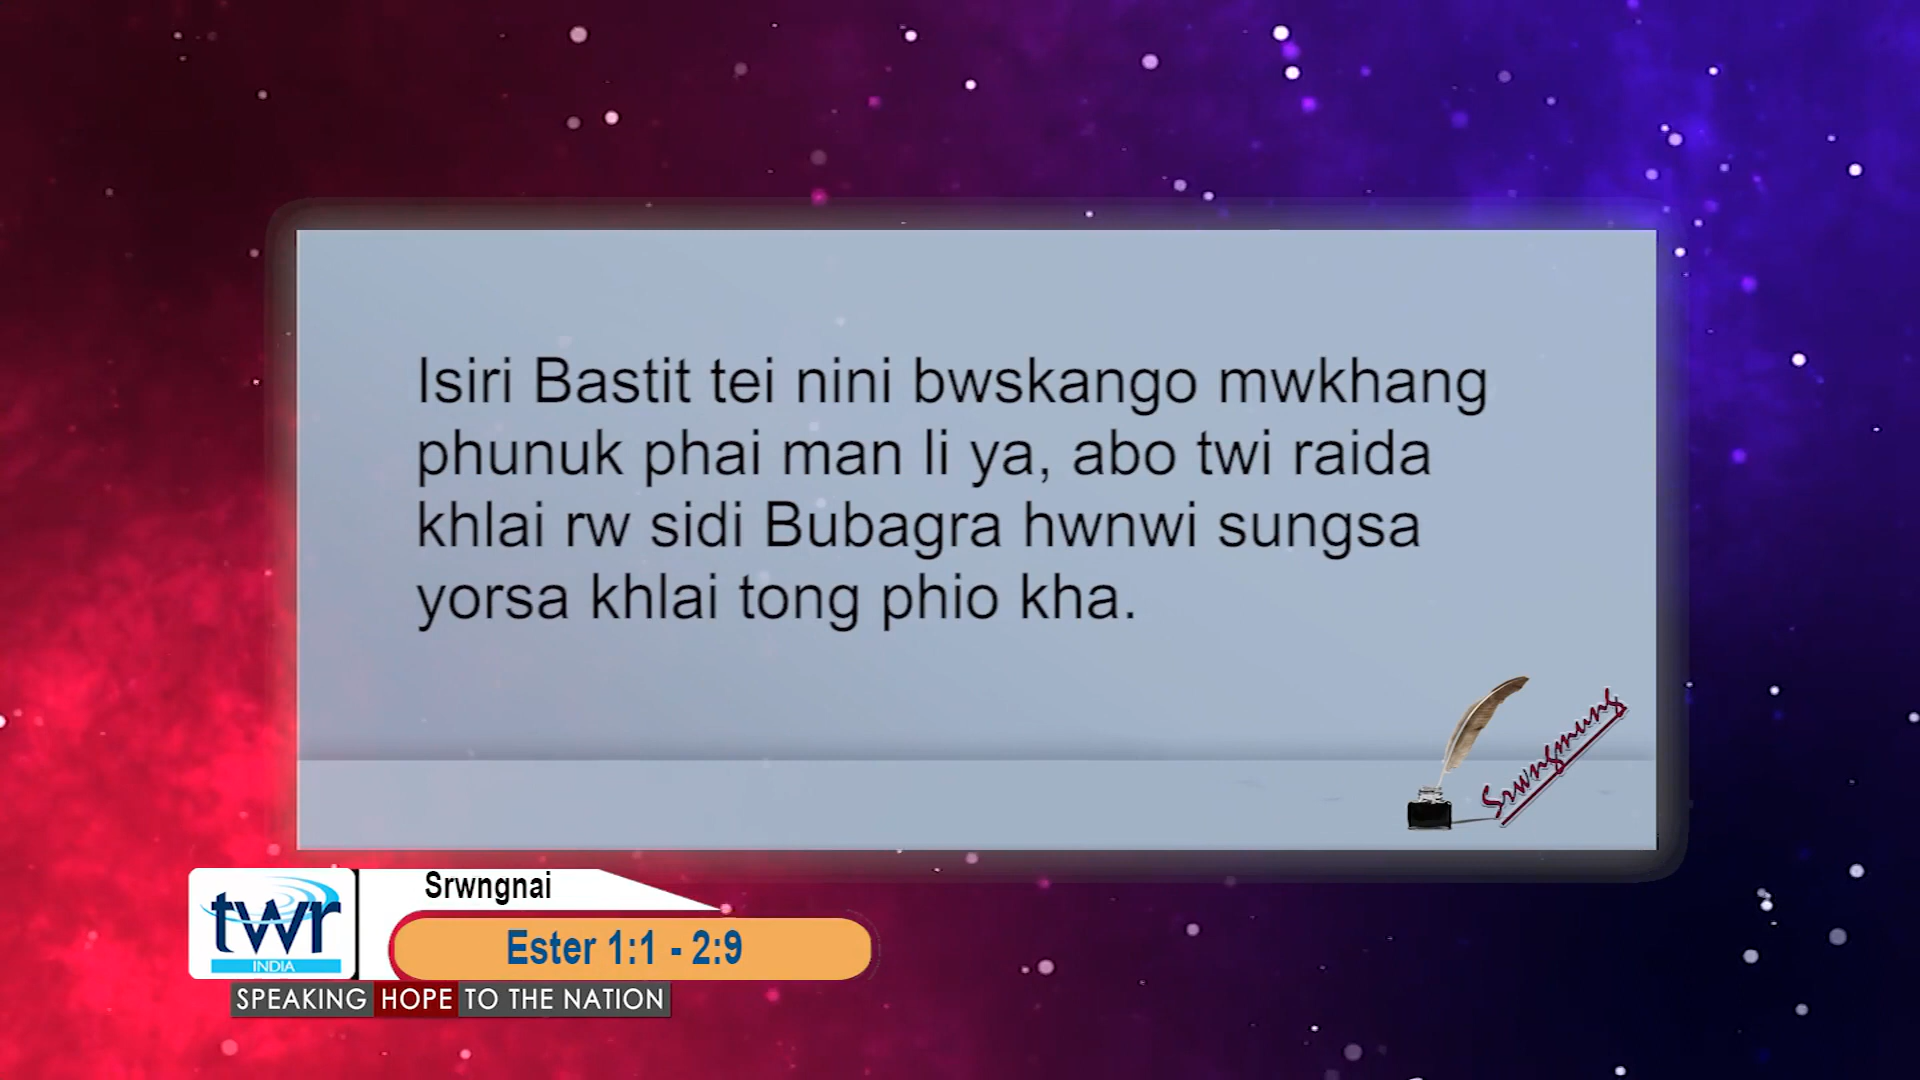 Isiri Bastit tei nini bwskango mwkhang
phunuk phai man li ya, abo twi raida
khlai rw sidi Bubagra hwnwi sungsa
yorsa khlai tong phio kha.
Srwngmung
twr
INDIA
Srwngnai
Ester 1:1 - 2:9
SPEAKING HOPE TO THE NATION